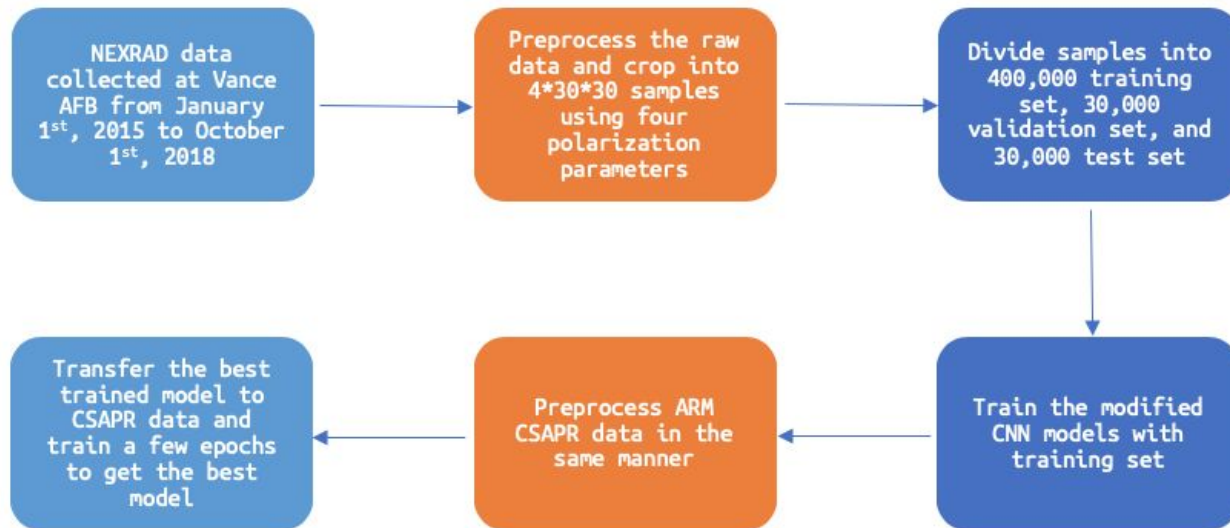 NEXRAD data
collected at Vance
AFB from January
1st, 2015 to October
1st, 2018
Preprocess the raw
data and crop into
4*30*30 samples
using four
polarization
parameters
Divide samples into
400,000 training
set, 30,000
validation set, and
30,000 test set
Train the modified
CNN models with
training set
Preprocess ARM
CSAPR data in the
same manner
Transfer the best
trained model to
CSAPR data and
train a few epochs
to get the best
model